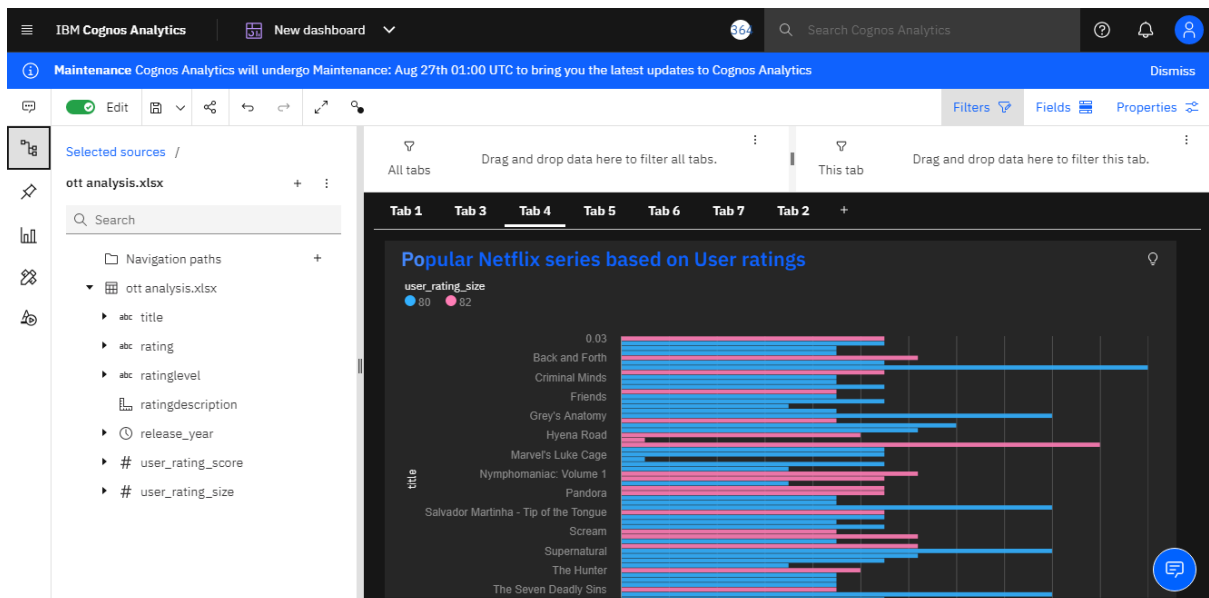 IBM Cognos Analytics
New dashboard
364
Search Cognos Analytics
Maintenance Cognos Analytics will undergo Maintenance: Aug 27th 01:00 UTC to bring you the latest updates to Cognos Analytics
Dismiss
Edit
Filters
Fields
Properties
Selected sources /
ott analysis.xlsx
Search
Navigation paths
ott analysis.xlsx
abc title
abc rating
abc ratinglevel
ratingdescription
release_year
# user_rating_score
# user_rating_size
All tabs
Drag and drop data here to filter all tabs.
This tab
Drag and drop data here to filter this tab.
Tab 1
Tab 3
Tab 4
Tab 5
Tab 6
Tab 7
Tab 2
+
Popular Netflix series based on User ratings
user_rating_size
80
82
title
0.03
Back and Forth
Criminal Minds
Friends
Grey's Anatomy
Hyena Road
Marvel's Luke Cage
Nymphomaniac: Volume 1
Pandora
Salvador Martinha - Tip of the Tongue
Scream
Supernatural
The Hunter
The Seven Deadly Sins